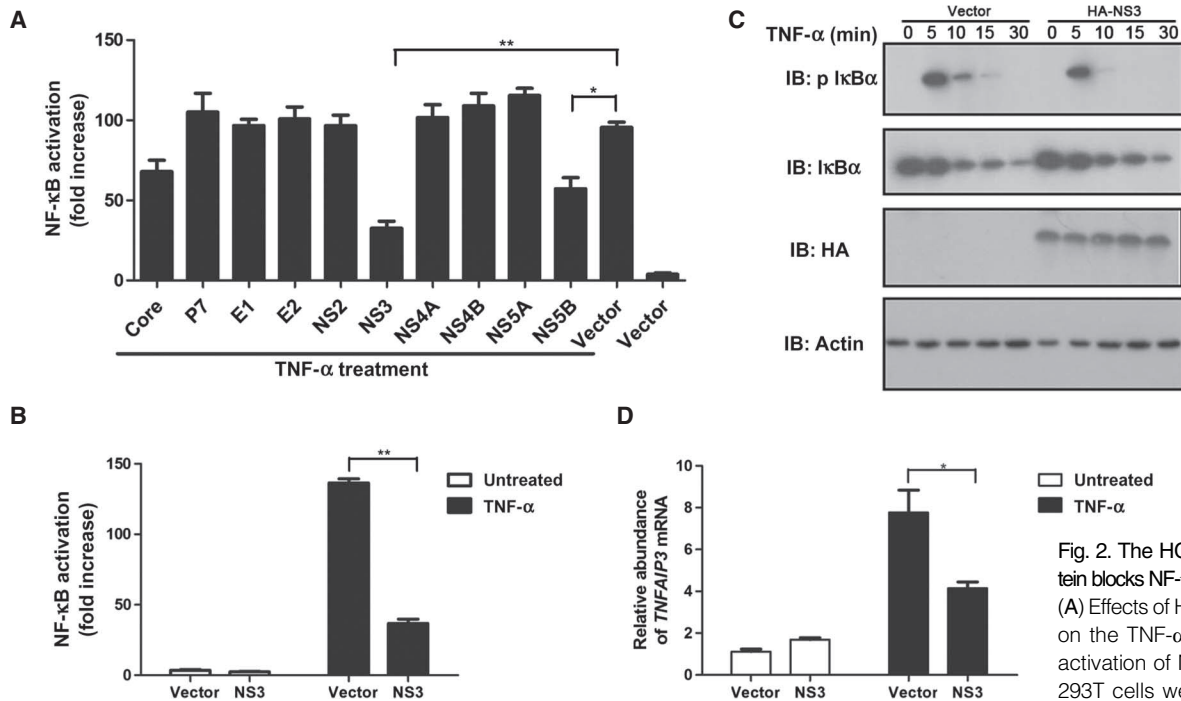 A
NF-κB activation
(fold increase)
150
100
50
0
**
*
Core
P7
E1
E2
NS2
NS3
NS4A
NS4B
NS5A
NS5B
Vector
Vector
TNF-α treatment
C
Vector HA-NS3
TNF-α (min) 0 5 10 15 30 0 5 10 15 30
IB: p IκBα
IB: IκBα
IB: HA
IB: Actin
B
NF-κB activation
(fold increase)
150
100
50
0
**
Untreated
TNF-α
Vector NS3 Vector NS3
D
Relative abundance
of TNFAIP3 mRNA
10
8
6
4
2
0
*
Untreated
TNF-α
Vector NS3 Vector NS3
Fig. 2. The HC
tein blocks NF-
(A) Effects of H
on the TNF-α
activation of
293T cells we